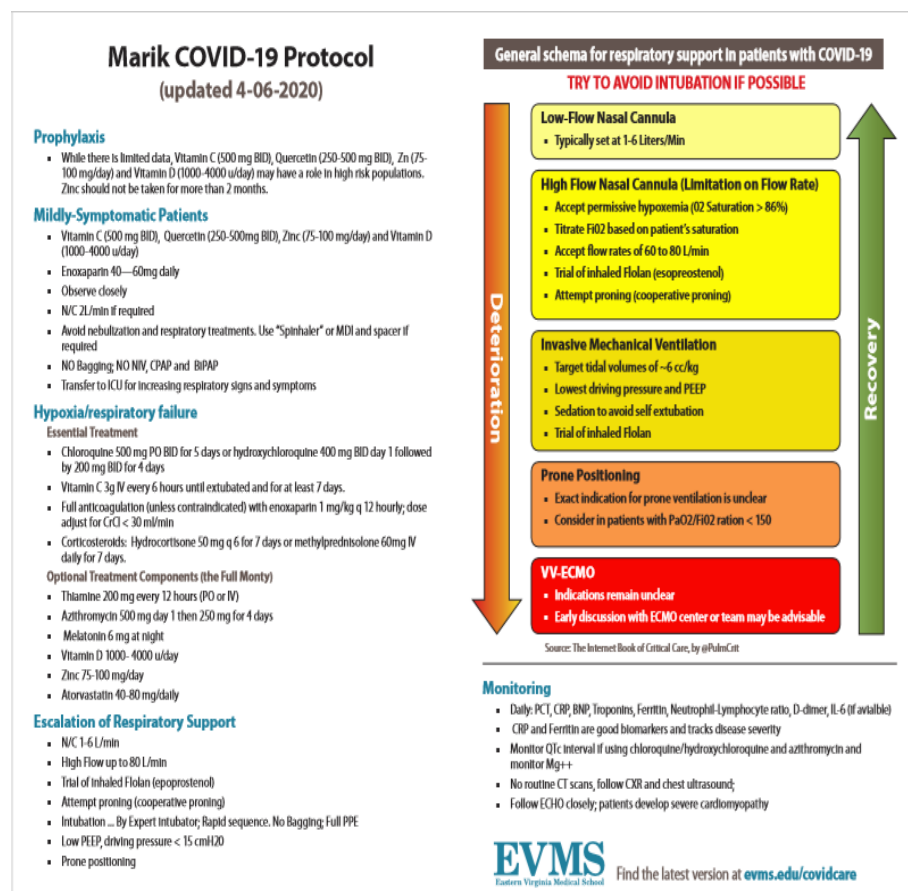 Marik COVID-19 Protocol
(updated 4-06-2020)
Prophylaxis
▪ While there is limited data, Vitamin C (500 mg BID), Quercetin (250-500 mg BID), Zn (75-
100 mg/day) and Vitamin D (1000-4000 u/day) may have a role in high risk populations.
Zinc should not be taken for more than 2 months.
Mildly-Symptomatic Patients
▪ Vitamin C (500 mg BID), Quercetin (250-500mg BID), Zinc (75-100 mg/day) and Vitamin D
(1000-4000 u/day)
▪ Enoxaparin 40—60mg daily
▪ Observe closely
▪ N/C 2L/min if required
▪ Avoid nebulization and respiratory treatments. Use "Spinhaler" or MDI and spacer if
required
▪ NO Bagging; NO NIV, CPAP and BiPAP
▪ Transfer to ICU for increasing respiratory signs and symptoms
Hypoxia/respiratory failure
Essential Treatment
▪ Chloroquine 500 mg PO BID for 5 days or hydroxychloroquine 400 mg BID day 1 followed
by 200 mg BID for 4 days
▪ Vitamin C 3g IV every 6 hours until extubated and for at least 7 days.
▪ Full anticoagulation (unless contraindicated) with enoxaparin 1 mg/kg q 12 hourly; dose
adjust for CrCl < 30 ml/min
▪ Corticosteroids: Hydrocortisone 50 mg q 6 for 7 days or methylprednisolone 60mg IV
daily for 7 days.
Optional Treatment Components (the Full Monty)
▪ Thiamine 200 mg every 12 hours (PO or IV)
▪ Azithromycin 500 mg day 1 then 250 mg for 4 days
▪ Melatonin 6 mg at night
▪ Vitamin D 1000- 4000 u/day
▪ Zinc 75-100 mg/day
▪ Atorvastatin 40-80 mg/daily
Escalation of Respiratory Support
▪ N/C 1-6 L/min
▪ High Flow up to 80 L/min
▪ Trial of inhaled Flolan (epoprostenol)
▪ Attempt proning (cooperative proning)
▪ Intubation ... By Expert intubator; Rapid sequence. No Bagging; Full PPE
▪ Low PEEP, driving pressure < 15 cmH20
▪ Prone positioning
General schema for respiratory support in patients with COVID-19
TRY TO AVOID INTUBATION IF POSSIBLE
Deterioration
Low-Flow Nasal Cannula
▪ Typically set at 1-6 Liters/Min
High Flow Nasal Cannula (Limitation on Flow Rate)
▪ Accept permissive hypoxemia (02 Saturation > 86%)
▪ Titrate Fi02 based on patient's saturation
▪ Accept flow rates of 60 to 80 L/min
▪ Trial of inhaled Flolan (esopreostenol)
▪ Attempt proning (cooperative proning)
Invasive Mechanical Ventilation
▪ Target tidal volumes of ~6 cc/kg
▪ Lowest driving pressure and PEEP
▪ Sedation to avoid self extubation
▪ Trial of inhaled Flolan
Prone Positioning
▪ Exact indication for prone ventilation is unclear
▪ Consider in patients with PaO2/Fi02 ration < 150
VV-ECMO
▪ Indications remain unclear
▪ Early discussion with ECMO center or team may be advisable
Recovery
Source: The Internet Book of Critical Care, by @PulmCrit
Monitoring
▪ Daily: PCT, CRP, BNP, Troponins, Ferritin, Neutrophil-Lymphocyte ratio, D-dimer, IL-6 (if avialble)
▪ CRP and Ferritin are good biomarkers and tracks disease severity
▪ Monitor QTc interval if using chloroquine/hydroxychloroquine and azithromycin and
monitor Mg++
▪ No routine CT scans, follow CXR and chest ultrasound;
▪ Follow ECHO closely; patients develop severe cardiomyopathy
EVMS
Eastern Virginia Medical School
Find the latest version at evms.edu/covidcare